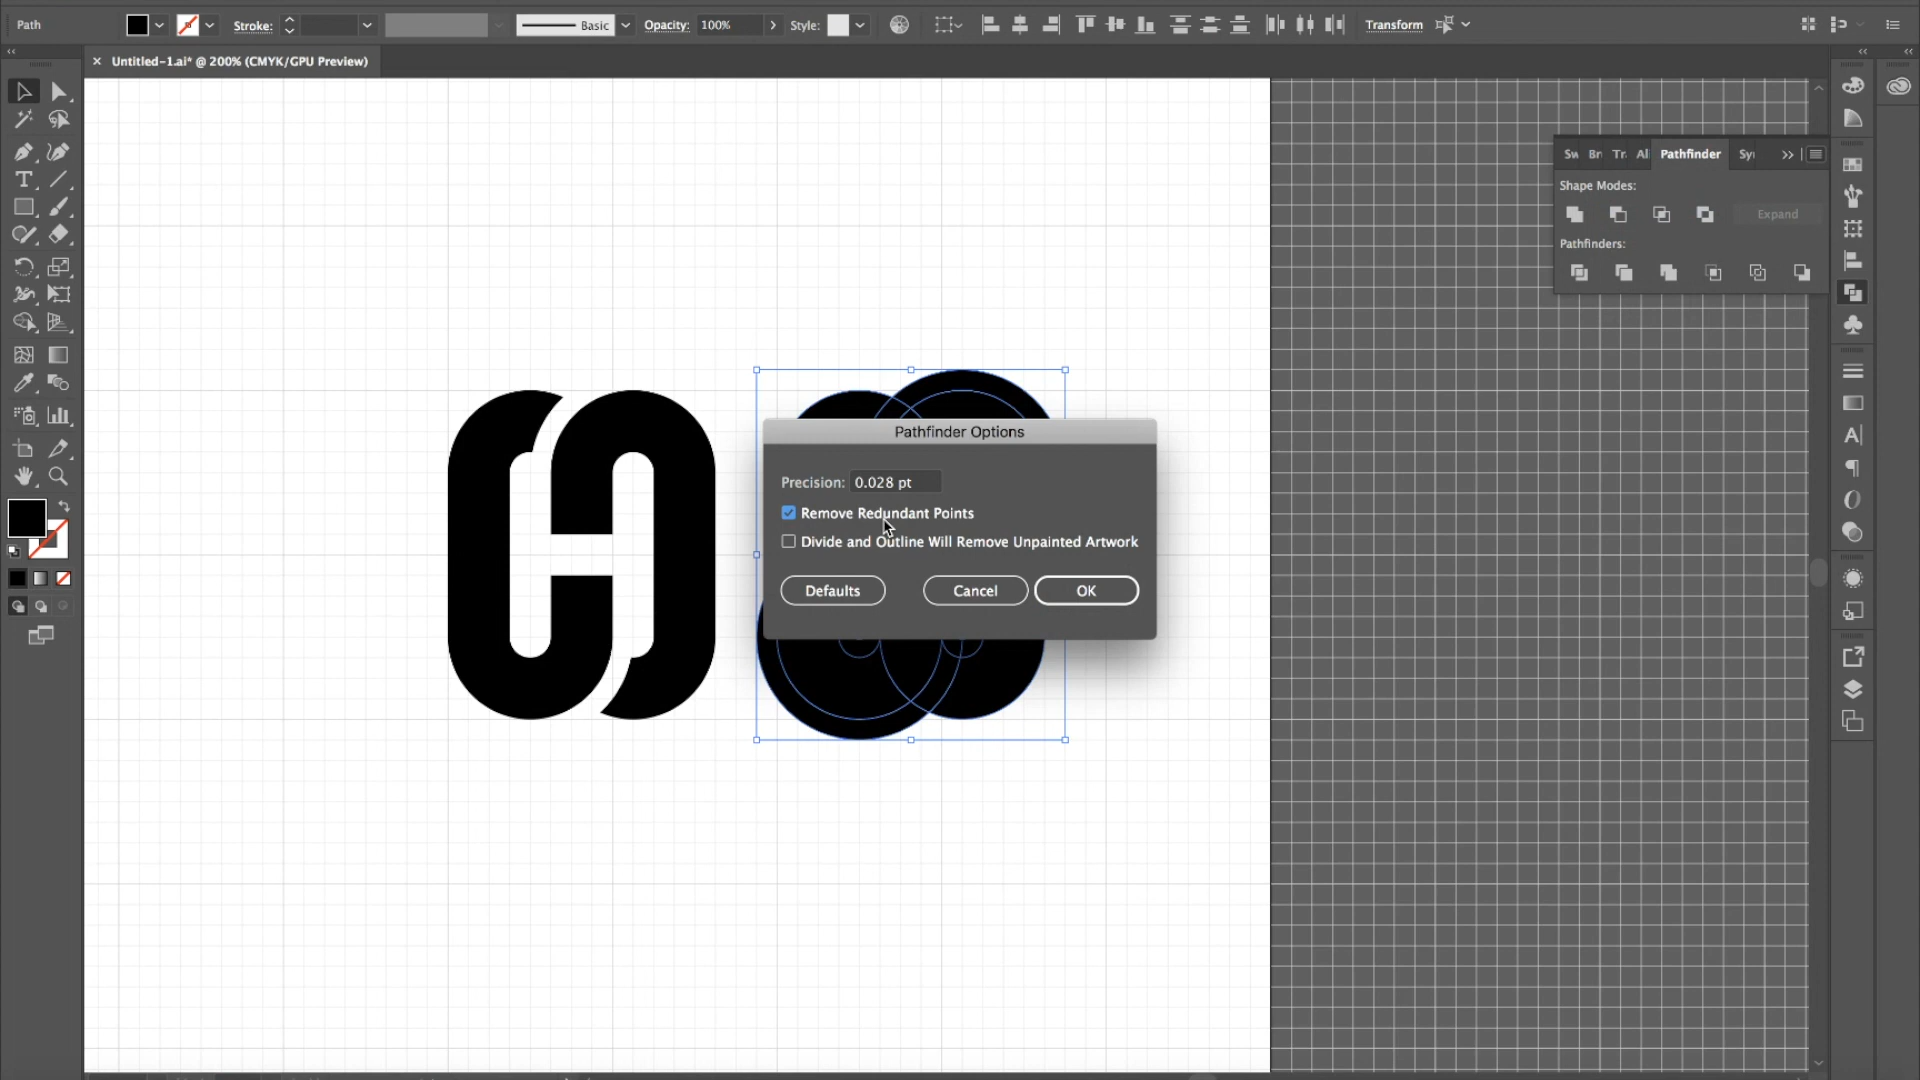 Path
Stroke:
Basic
Opacity: 100%
Style:
Transform
Untitled-1.ai* @ 200% (CMYK/GPU Preview)
Sw Br Tr Al Pathfinder Sy
Shape Modes:
Expand
Pathfinders:
Pathfinder Options
Precision: 0.028 pt
Remove Redundant Points
Divide and Outline Will Remove Unpainted Artwork
Defaults Cancel OK